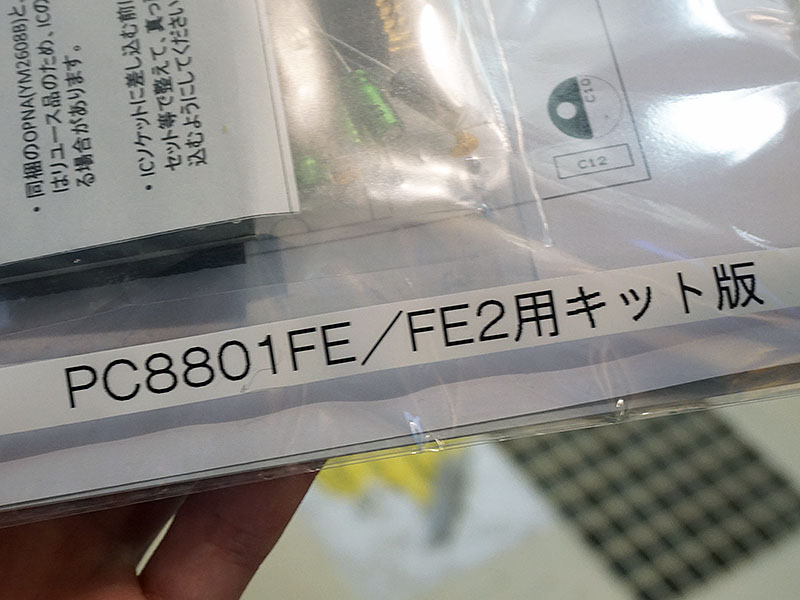 ・同梱のOPNA(YM2608B)と、
はリユース品のため、ICの
る場合があります。
・ICソケットに差し込む前に
セット等で整えて、真っ
込むようにしてください
C10
C12
PC8801FE／FE2用キット版